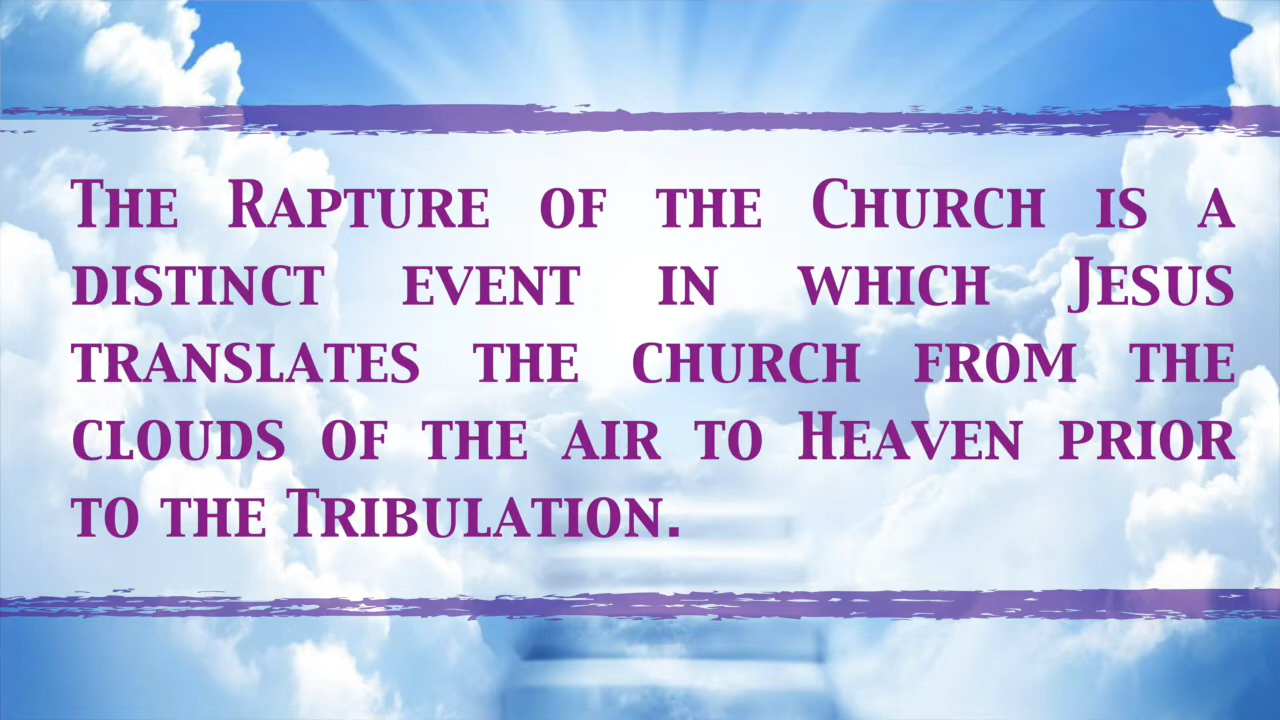 The Rapture of the Church is a
distinct event in which Jesus
translates the church from the
clouds of the air to Heaven prior
to the Tribulation.